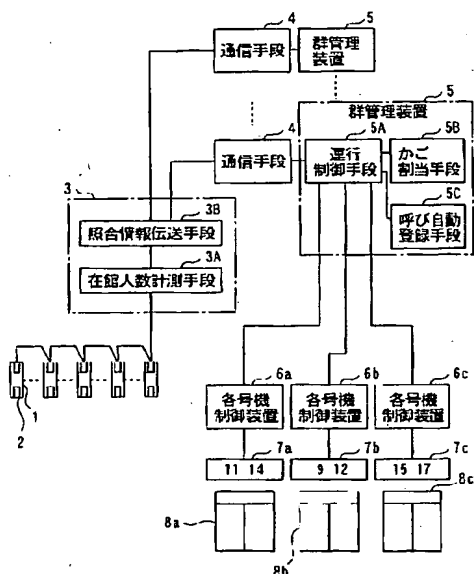 4
5
通信手段
群管理
装置
5
4
群管理装置
5A
5B
通信手段
運行
制御手段
かご
割当手段
5C
呼び自動
登録手段
3
3B
照合情報伝送手段
3A
在館人数計測手段
1
2
6a
6b
6c
各号機
制御装置
各号機
制御装置
各号機
制御装置
7a
7b
7c
11 14
9 12
15 17
8a
8b
8c